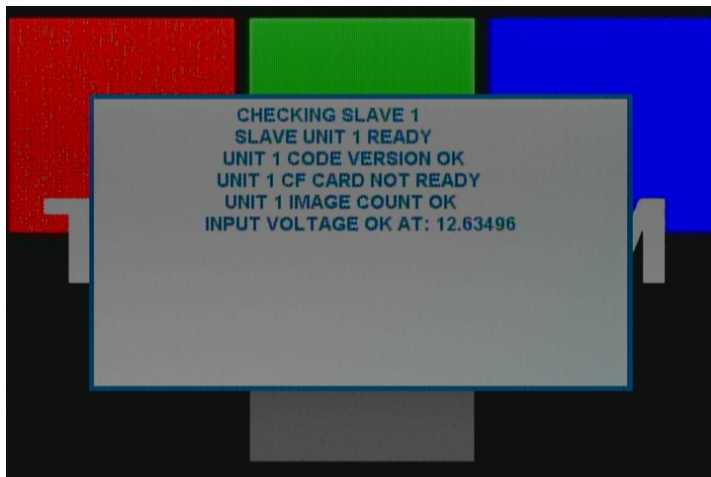 CHECKING SLAVE 1
SLAVE UNIT 1 READY
UNIT 1 CODE VERSION OK
UNIT 1 CF CARD NOT READY
UNIT 1 IMAGE COUNT OK
INPUT VOLTAGE OK AT: 12.63496